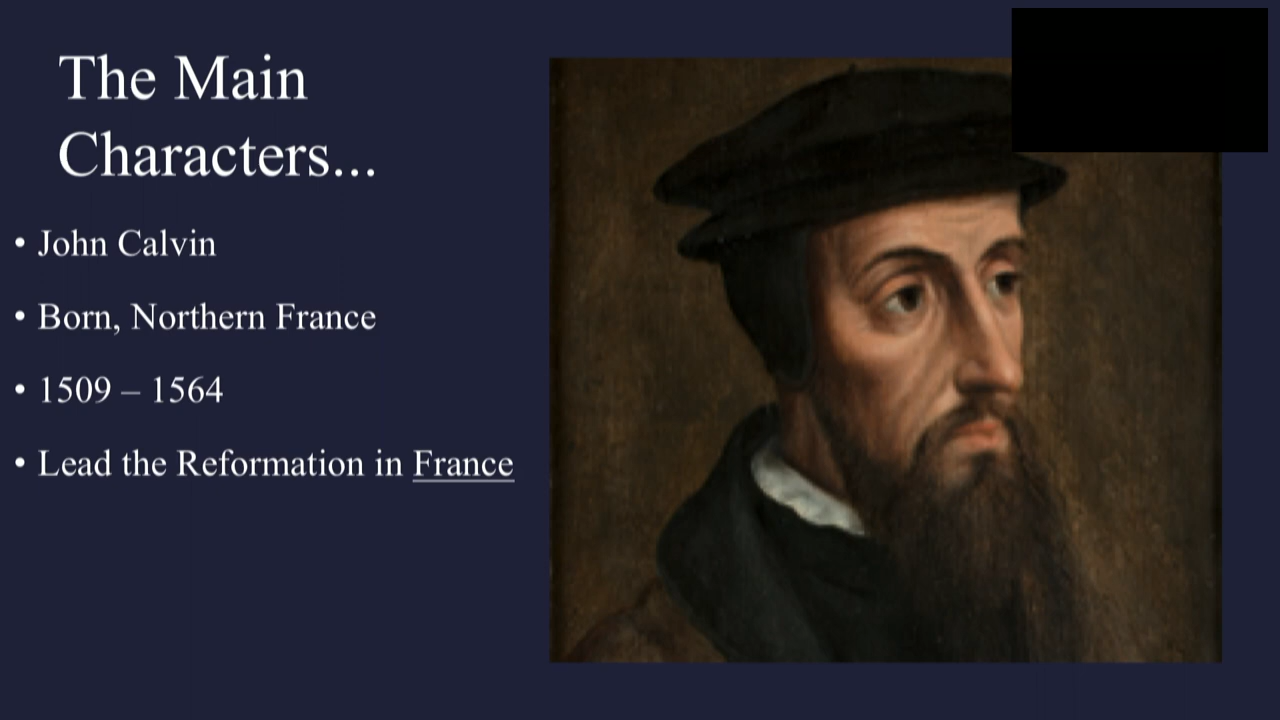 The Main
Characters...
• John Calvin
• Born, Northern France
• 1509 – 1564
• Lead the Reformation in France